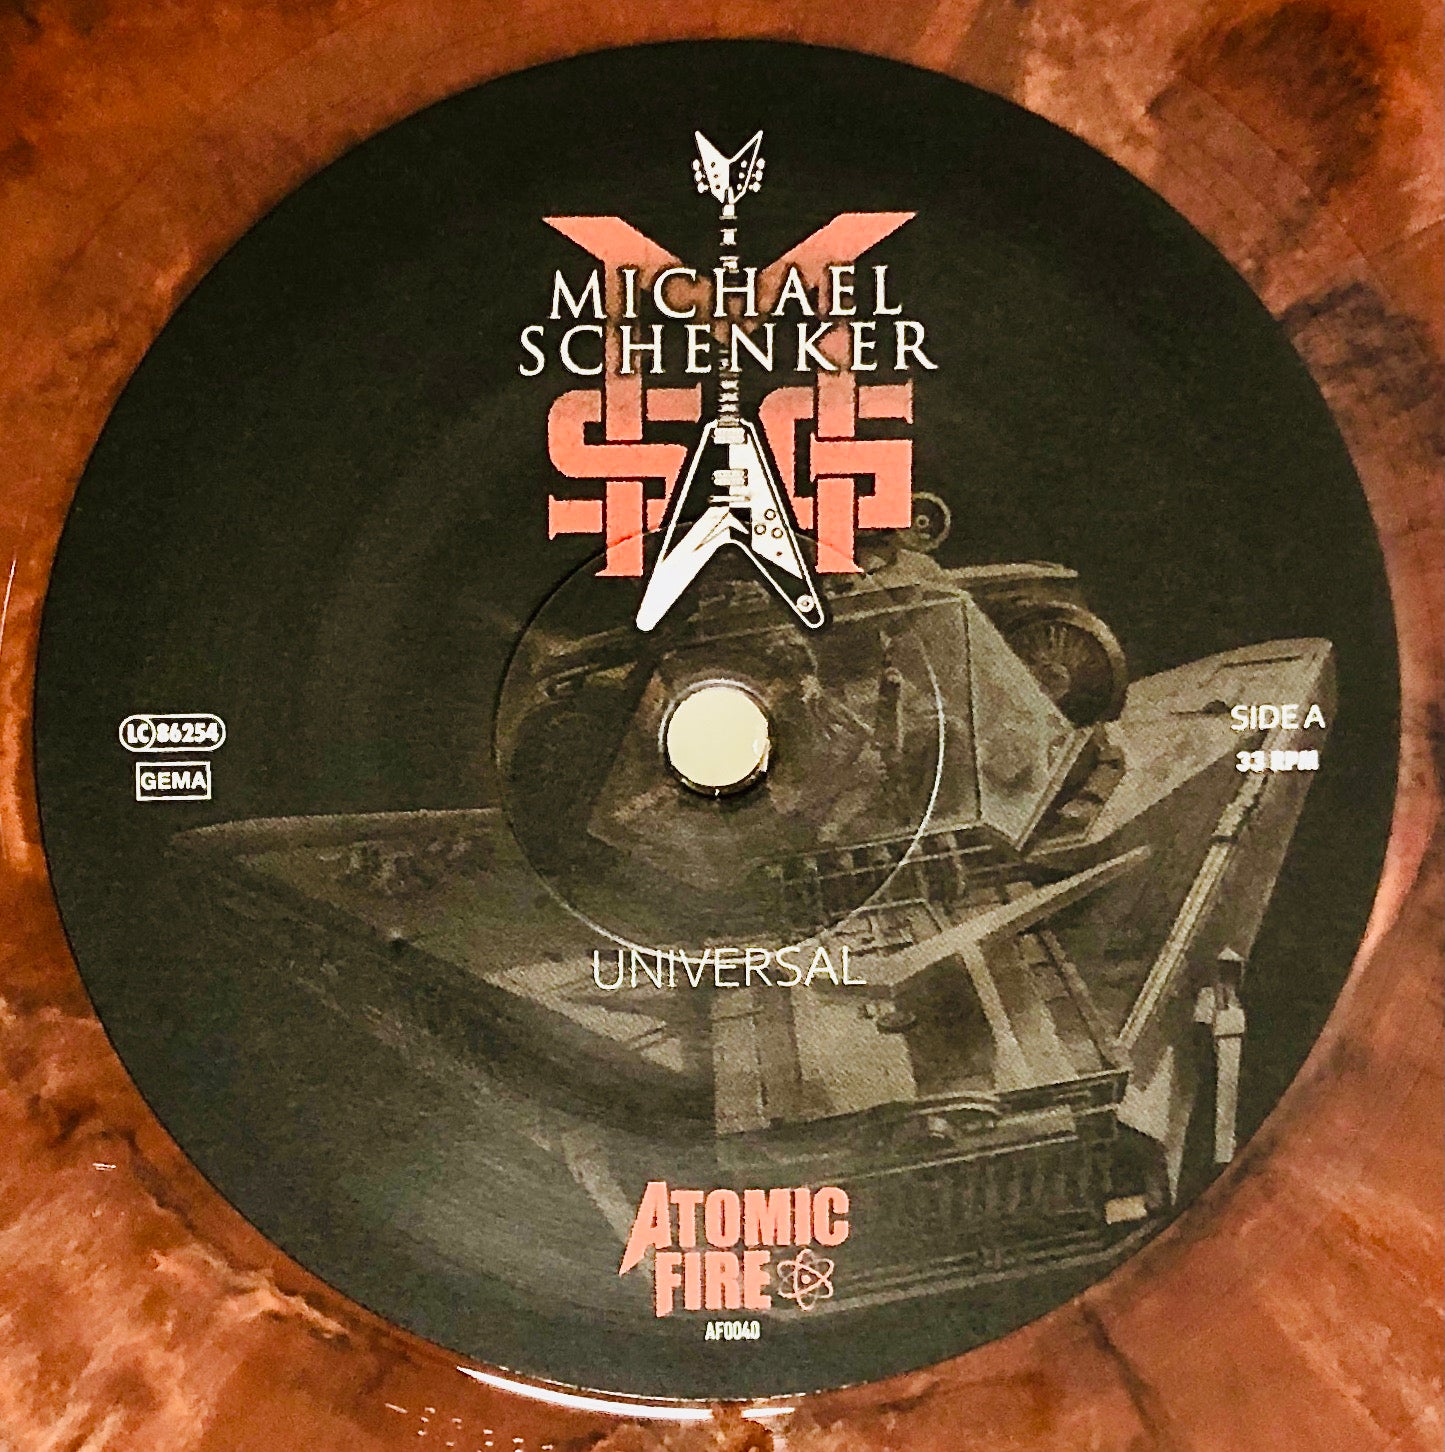 MICHAEL
SCHENKER
MSG
LC 86254
GEMA
SIDE A
33 RPM
UNIVERSAL
ATOMIC
FIRE
AF0040